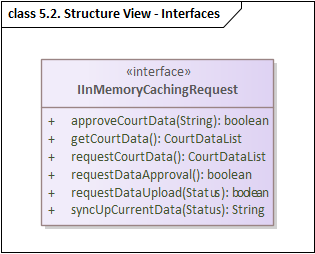 class 5.2. Structure View - Interfaces
«interface»
IInMemoryCachingRequest
+ approveCourtData(String): boolean
+ getCourtData(): CourtDataList
+ requestCourtData(): CourtDataList
+ requestDataApproval(): boolean
+ requestDataUpload(Status): boolean
+ syncUpCurrentData(Status): String